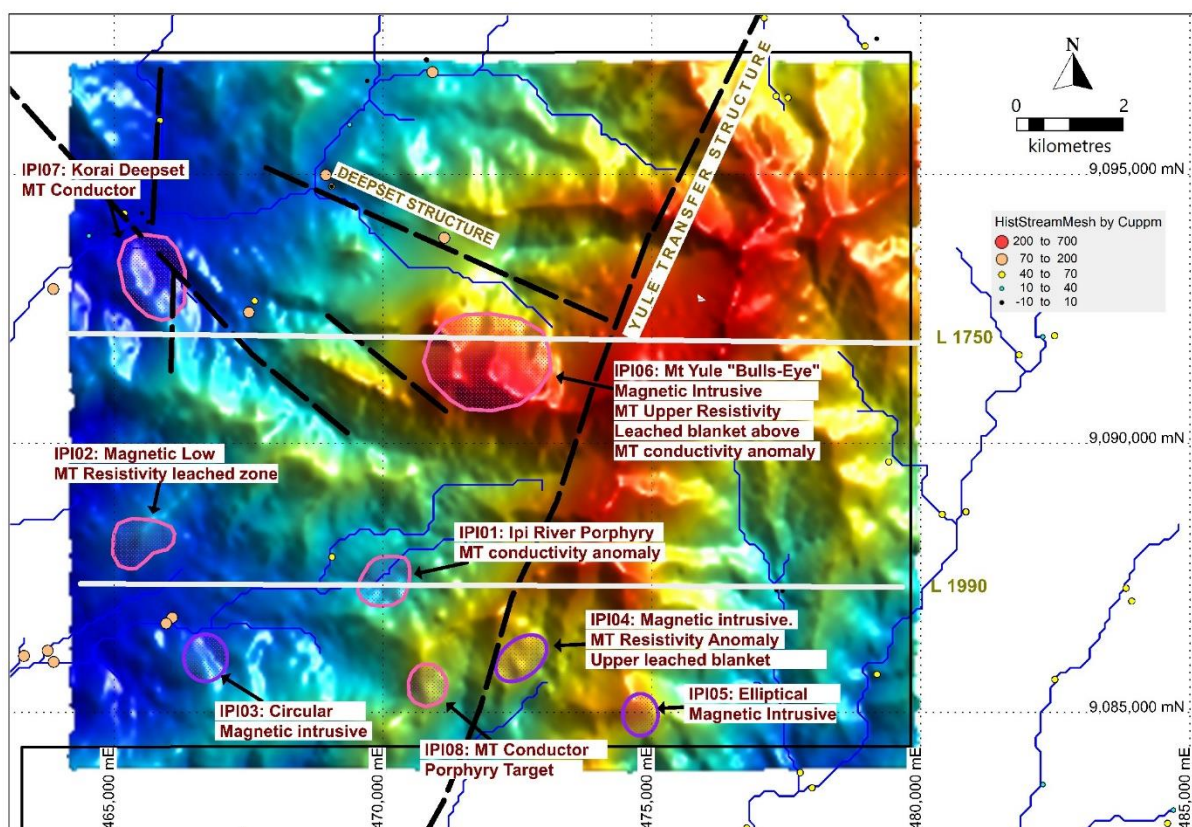 N
0 2
kilometres
9,095,000 mN
IPI07: Korai Deepset
MT Conductor
DEEPSET STRUCTURE
YULE TRANSFER STRUCTURE
HistStreamMesh by Cuppm
200 to 700
70 to 200
40 to 70
10 to 40
-10 to 10
L 1750
IPI06: Mt Yule "Bulls-Eye"
Magnetic Intrusive
MT Upper Resistivity
Leached blanket above
MT conductivity anomaly
9,090,000 mN
IPI02: Magnetic Low
MT Resistivity leached zone
IPI01: Ipi River Porphyry
MT conductivity anomaly
L 1990
IPI04: Magnetic intrusive.
MT Resistivity Anomaly
Upper leached blanket
IPI03: Circular
Magnetic intrusive
IPI05: Elliptical
Magnetic Intrusive
IPI08: MT Conductor
Porphyry Target
9,085,000 mN
465,000 mE
470,000 mE
475,000 mE
480,000 mE
485,000 mE